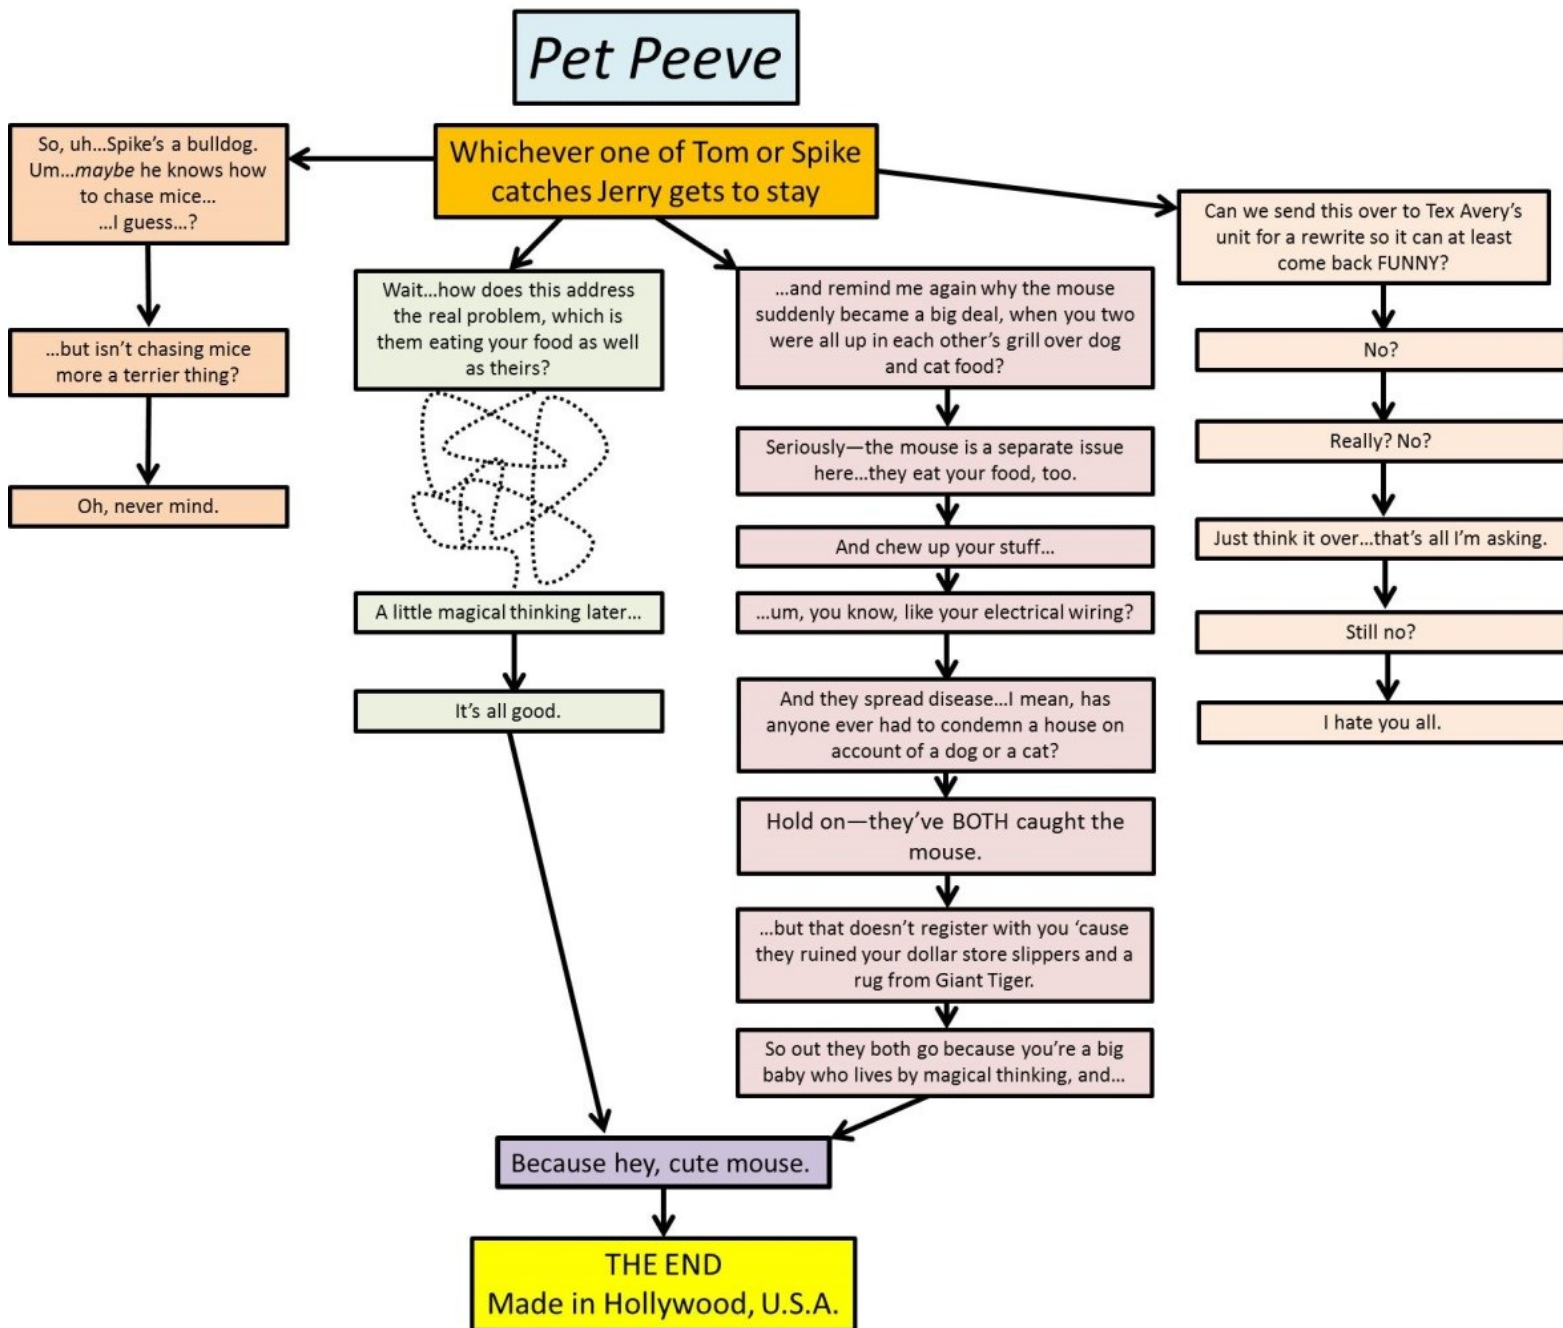 Pet Peeve
Whichever one of Tom or Spike
catches Jerry gets to stay
So, uh...Spike’s a bulldog.
Um...maybe he knows how
to chase mice...
...I guess...?
...but isn’t chasing mice
more a terrier thing?
Oh, never mind.
Wait...how does this address
the real problem, which is
them eating your food as well
as theirs?
A little magical thinking later...
It’s all good.
...and remind me again why the mouse
suddenly became a big deal, when you two
were all up in each other’s grill over dog
and cat food?
Seriously—the mouse is a separate issue
here...they eat your food, too.
And chew up your stuff...
...um, you know, like your electrical wiring?
And they spread disease...I mean, has
anyone ever had to condemn a house on
account of a dog or a cat?
Hold on—they’ve BOTH caught the
mouse.
...but that doesn’t register with you ‘cause
they ruined your dollar store slippers and a
rug from Giant Tiger.
So out they both go because you’re a big
baby who lives by magical thinking, and...
Can we send this over to Tex Avery’s
unit for a rewrite so it can at least
come back FUNNY?
No?
Really? No?
Just think it over...that’s all I’m asking.
Still no?
I hate you all.
Because hey, cute mouse.
THE END
Made in Hollywood, U.S.A.